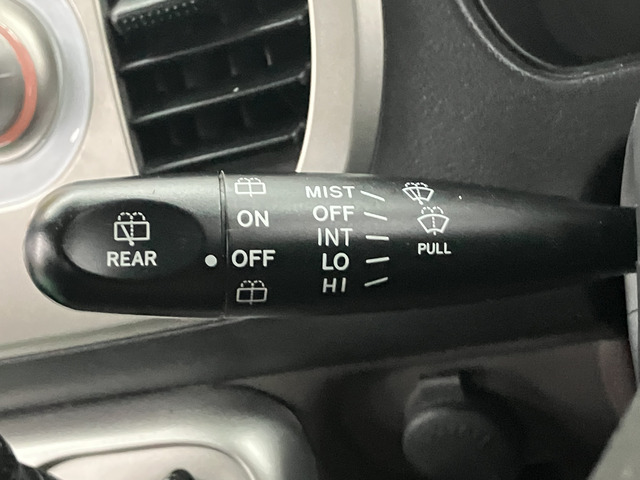 REAR
ON
OFF
MIST
OFF
INT
LO
HI
PULL